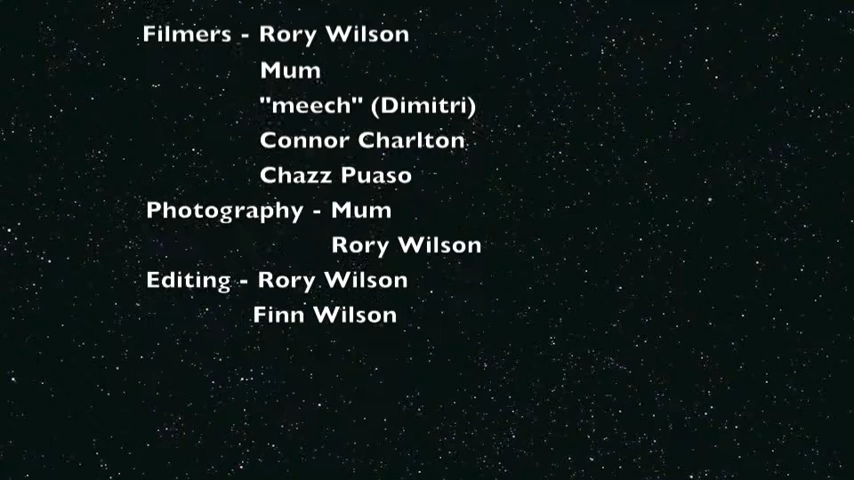 Filmers - Rory Wilson
Mum
"meech" (Dimitri)
Connor Charlton
Chazz Puaso
Photography - Mum
Rory Wilson
Editing - Rory Wilson
Finn Wilson